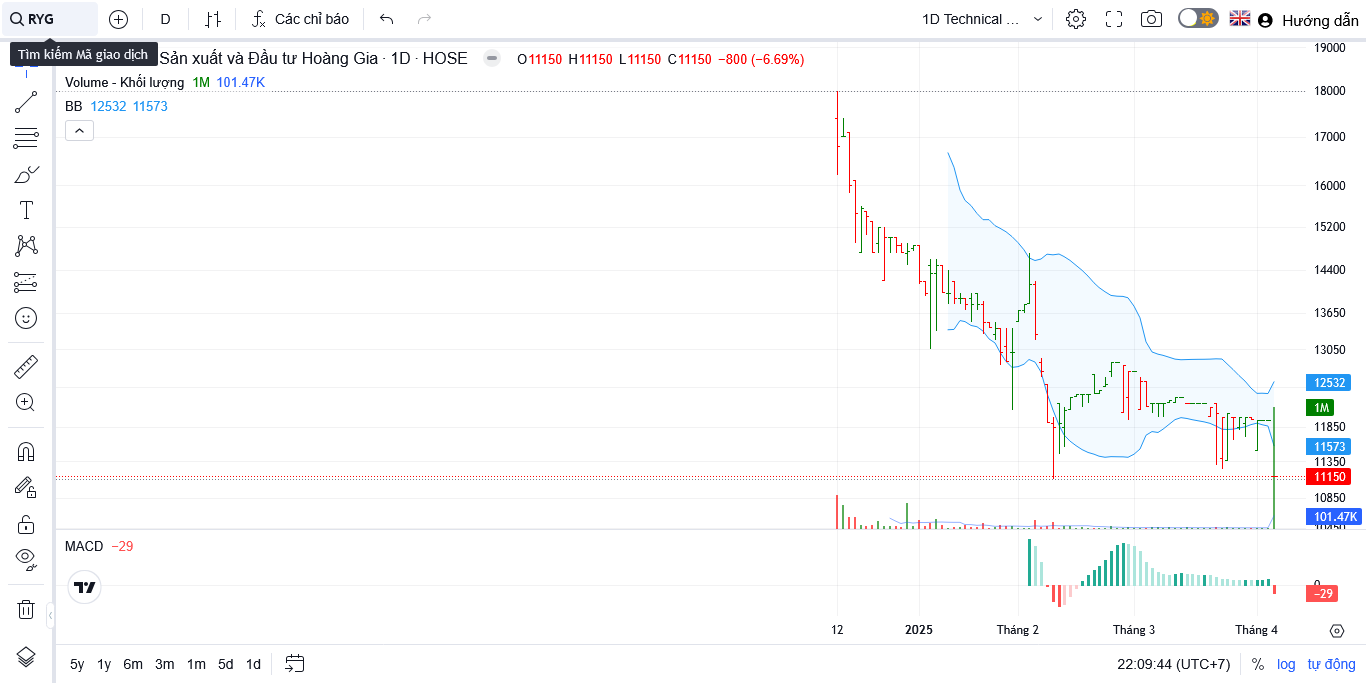 RYG
D
Các chỉ báo
1D Technical ...
Hướng dẫn
Tìm kiếm Mã giao dịch
Sản xuất và Đầu tư Hoàng Gia · 1D · HOSE
O11150 H11150 L11150 C11150 −800 (−6.69%)
Volume - Khối lượng 1M 101.47K
BB 12532 11573
19000
18000
17000
16000
15200
14400
13650
13050
12532
1M
11850
11573
11350
11150
10850
101.47K
10450
MACD −29
0
−29
12
2025
Tháng 2
Tháng 3
Tháng 4
5y 1y 6m 3m 1m 5d 1d
22:09:44 (UTC+7)
% log tự động